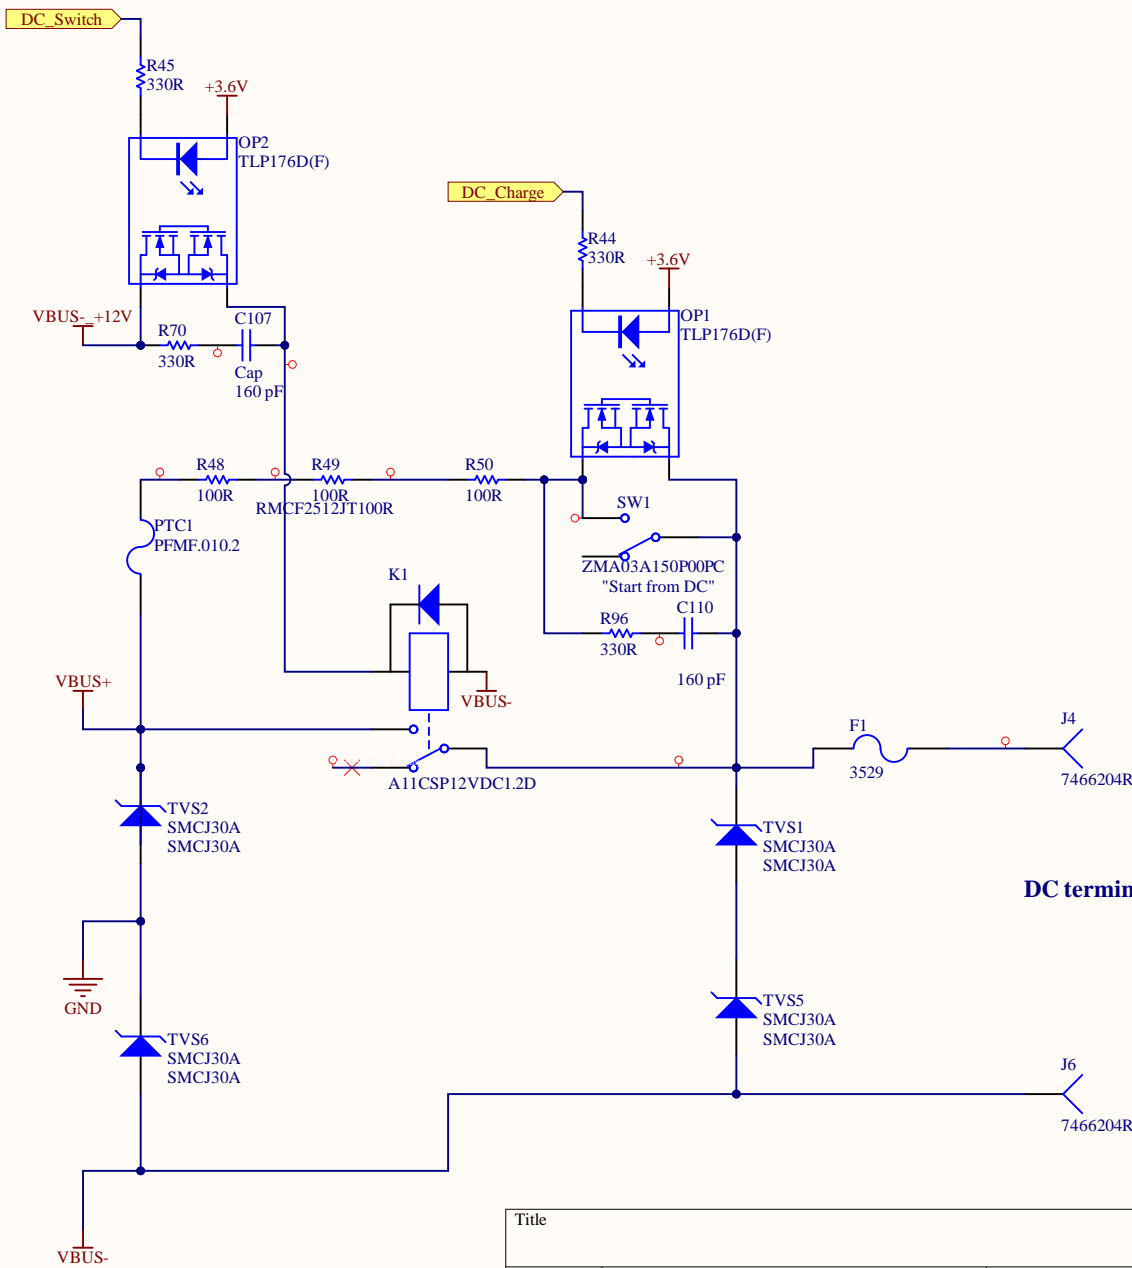 DC_Switch
R45
330R
+3.6V
OP2
TLP176D(F)
DC_Charge
R44
330R
+3.6V
VBUS-_+12V
R70
330R
C107
Cap
160 pF
OP1
TLP176D(F)
R48
100R
R49
100R
RMCF2512JT100R
R50
100R
SW1
ZMA03A150P00PC
"Start from DC"
PTC1
PFMF.010.2
K1
R96
330R
C110
160 pF
VBUS+
VBUS-
A11CSP12VDC1.2D
F1
3529
J4
7466204R
TVS2
SMCJ30A
SMCJ30A
TVS1
SMCJ30A
SMCJ30A
DC termin
GND
TVS5
SMCJ30A
SMCJ30A
TVS6
SMCJ30A
SMCJ30A
J6
7466204R
VBUS-
Title